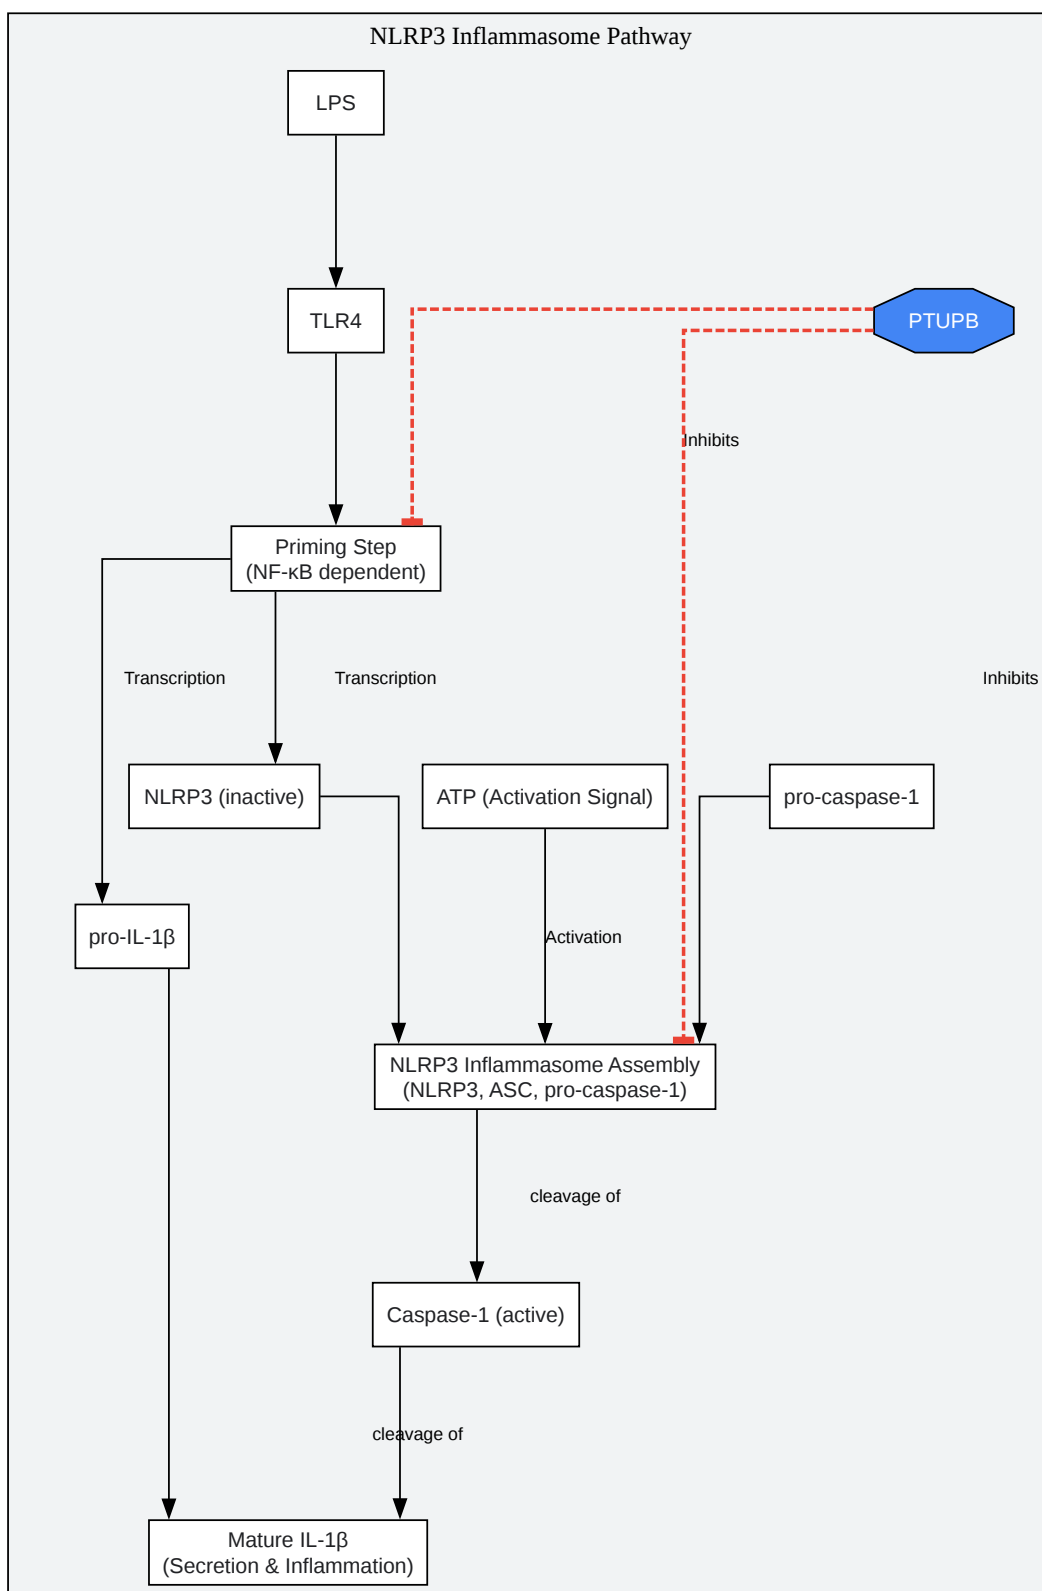 NLRP3 Inflammasome Pathway
LPS
TLR4
PTUPB
Inhibits
Priming Step
(NF-κB dependent)
Transcription
Transcription
Inhibits
NLRP3 (inactive)
ATP (Activation Signal)
pro-caspase-1
pro-IL-1β
Activation
NLRP3 Inflammasome Assembly
(NLRP3, ASC, pro-caspase-1)
cleavage of
Caspase-1 (active)
cleavage of
Mature IL-1β
(Secretion & Inflammation)